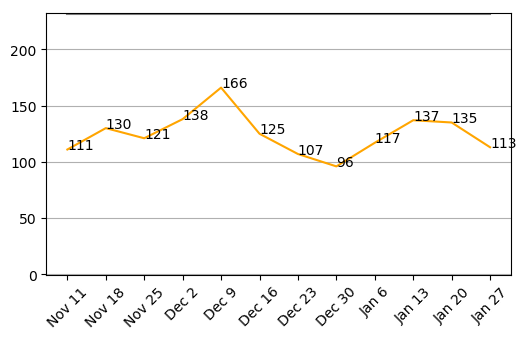 200
150
100
50
0
111
130
121
138
166
125
107
96
117
137
135
113
Nov 11
Nov 18
Nov 25
Dec 2
Dec 9
Dec 16
Dec 23
Dec 30
Jan 6
Jan 13
Jan 20
Jan 27